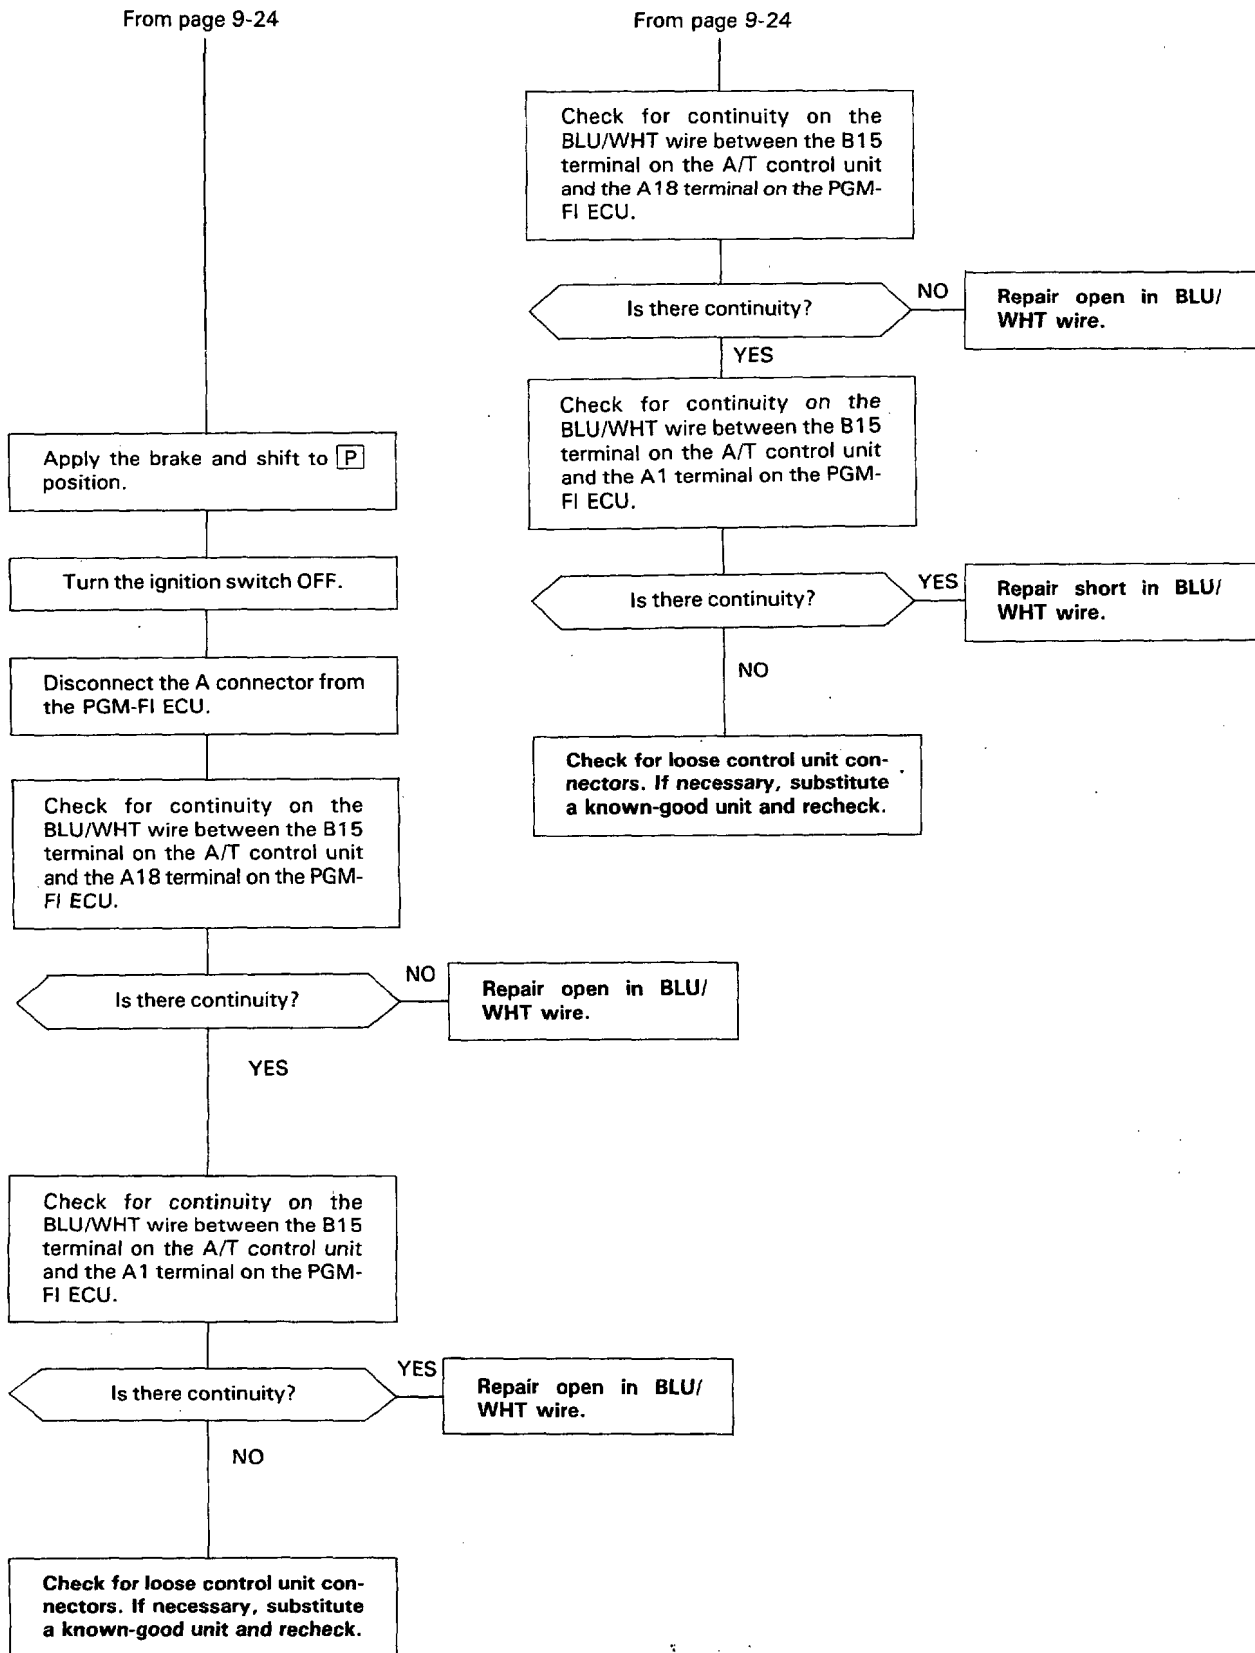 From page 9-24
Apply the brake and shift to P
position.
Turn the ignition switch OFF.
Disconnect the A connector from
the PGM-FI ECU.
Check for continuity on the
BLU/WHT wire between the B15
terminal on the A/T control unit
and the A18 terminal on the PGM-
FI ECU.
Is there continuity?
NO
Repair open in BLU/
WHT wire.
YES
Check for continuity on the
BLU/WHT wire between the B15
terminal on the A/T control unit
and the A1 terminal on the PGM-
FI ECU.
Is there continuity?
YES
Repair open in BLU/
WHT wire.
NO
Check for loose control unit con-
nectors. If necessary, substitute
a known-good unit and recheck.
From page 9-24
Check for continuity on the
BLU/WHT wire between the B15
terminal on the A/T control unit
and the A18 terminal on the PGM-
FI ECU.
Is there continuity?
NO
Repair open in BLU/
WHT wire.
YES
Check for continuity on the
BLU/WHT wire between the B15
terminal on the A/T control unit
and the A1 terminal on the PGM-
FI ECU.
Is there continuity?
YES
Repair short in BLU/
WHT wire.
NO
Check for loose control unit con-
nectors. If necessary, substitute
a known-good unit and recheck.